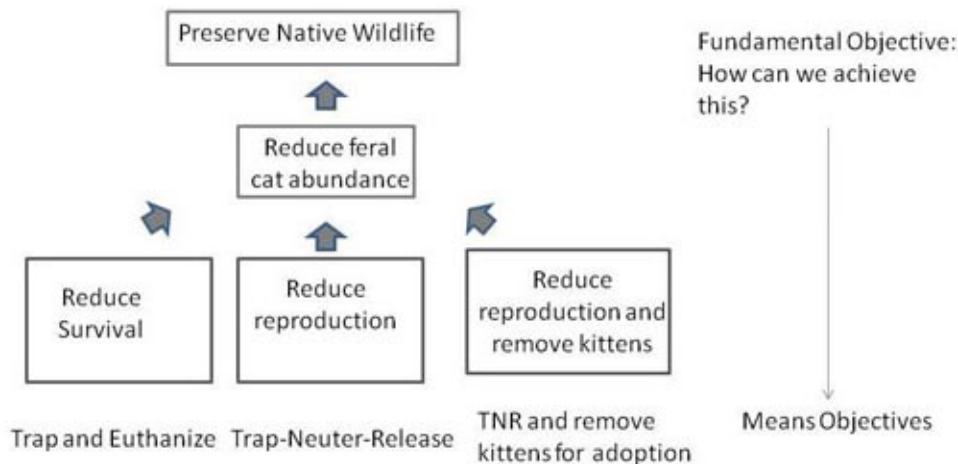 Preserve Native Wildlife
Fundamental Objective:
How can we achieve
this?
Reduce feral
cat abundance
Reduce
Survival
Reduce
reproduction
Reduce
reproduction and
remove kittens
Trap and Euthanize
Trap-Neuter-Release
TNR and remove
kittens for adoption
Means Objectives